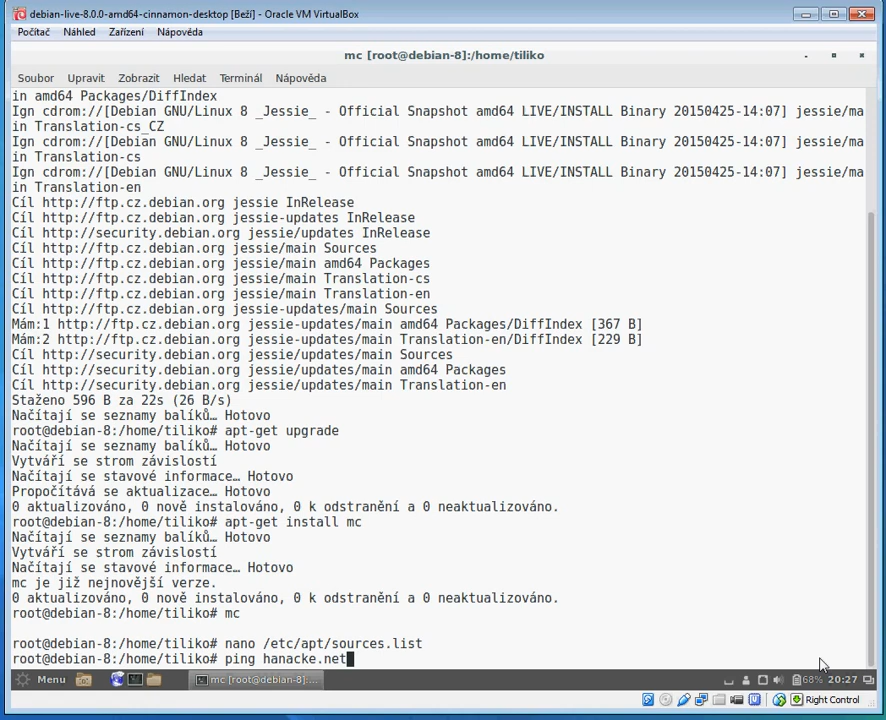 debian-live-8.0.0-amd64-cinnamon-desktop [Beží] - Oracle VM VirtualBox
Počítač Náhled Zařízení Nápověda
mc [root@debian-8]:/home/tiliko
Soubor Upravit Zobrazit Hledat Terminál Nápověda
in amd64 Packages/DiffIndex
Ign cdrom://[Debian GNU/Linux 8 _Jessie_ - Official Snapshot amd64 LIVE/INSTALL Binary 20150425-14:07] jessie/ma
in Translation-cs_CZ
Ign cdrom://[Debian GNU/Linux 8 _Jessie_ - Official Snapshot amd64 LIVE/INSTALL Binary 20150425-14:07] jessie/ma
in Translation-cs
Ign cdrom://[Debian GNU/Linux 8 _Jessie_ - Official Snapshot amd64 LIVE/INSTALL Binary 20150425-14:07] jessie/ma
in Translation-en
Cíl http://ftp.cz.debian.org jessie InRelease
Cíl http://ftp.cz.debian.org jessie-updates InRelease
Cíl http://security.debian.org jessie/updates InRelease
Cíl http://ftp.cz.debian.org jessie/main Sources
Cíl http://ftp.cz.debian.org jessie/main amd64 Packages
Cíl http://ftp.cz.debian.org jessie/main Translation-cs
Cíl http://ftp.cz.debian.org jessie/main Translation-en
Cíl http://ftp.cz.debian.org jessie-updates/main Sources
Mám:1 http://ftp.cz.debian.org jessie-updates/main amd64 Packages/DiffIndex [367 B]
Mám:2 http://ftp.cz.debian.org jessie-updates/main Translation-en/DiffIndex [229 B]
Cíl http://security.debian.org jessie/updates/main Sources
Cíl http://security.debian.org jessie/updates/main amd64 Packages
Cíl http://security.debian.org jessie/updates/main Translation-en
Staženo 596 B za 22s (26 B/s)
Načítají se seznamy balíků… Hotovo
root@debian-8:/home/tiliko# apt-get upgrade
Načítají se seznamy balíků… Hotovo
Vytváří se strom závislostí
Načítají se stavové informace… Hotovo
Propočítává se aktualizace… Hotovo
0 aktualizováno, 0 nově instalováno, 0 k odstranění a 0 neaktualizováno.
root@debian-8:/home/tiliko# apt-get install mc
Načítají se seznamy balíků… Hotovo
Vytváří se strom závislostí
Načítají se stavové informace… Hotovo
mc je již nejnovější verze.
0 aktualizováno, 0 nově instalováno, 0 k odstranění a 0 neaktualizováno.
root@debian-8:/home/tiliko# mc
root@debian-8:/home/tiliko# nano /etc/apt/sources.list
root@debian-8:/home/tiliko# ping hanacke.net
Menu mc [root@debian-8]:... 68% 20:27
Right Control